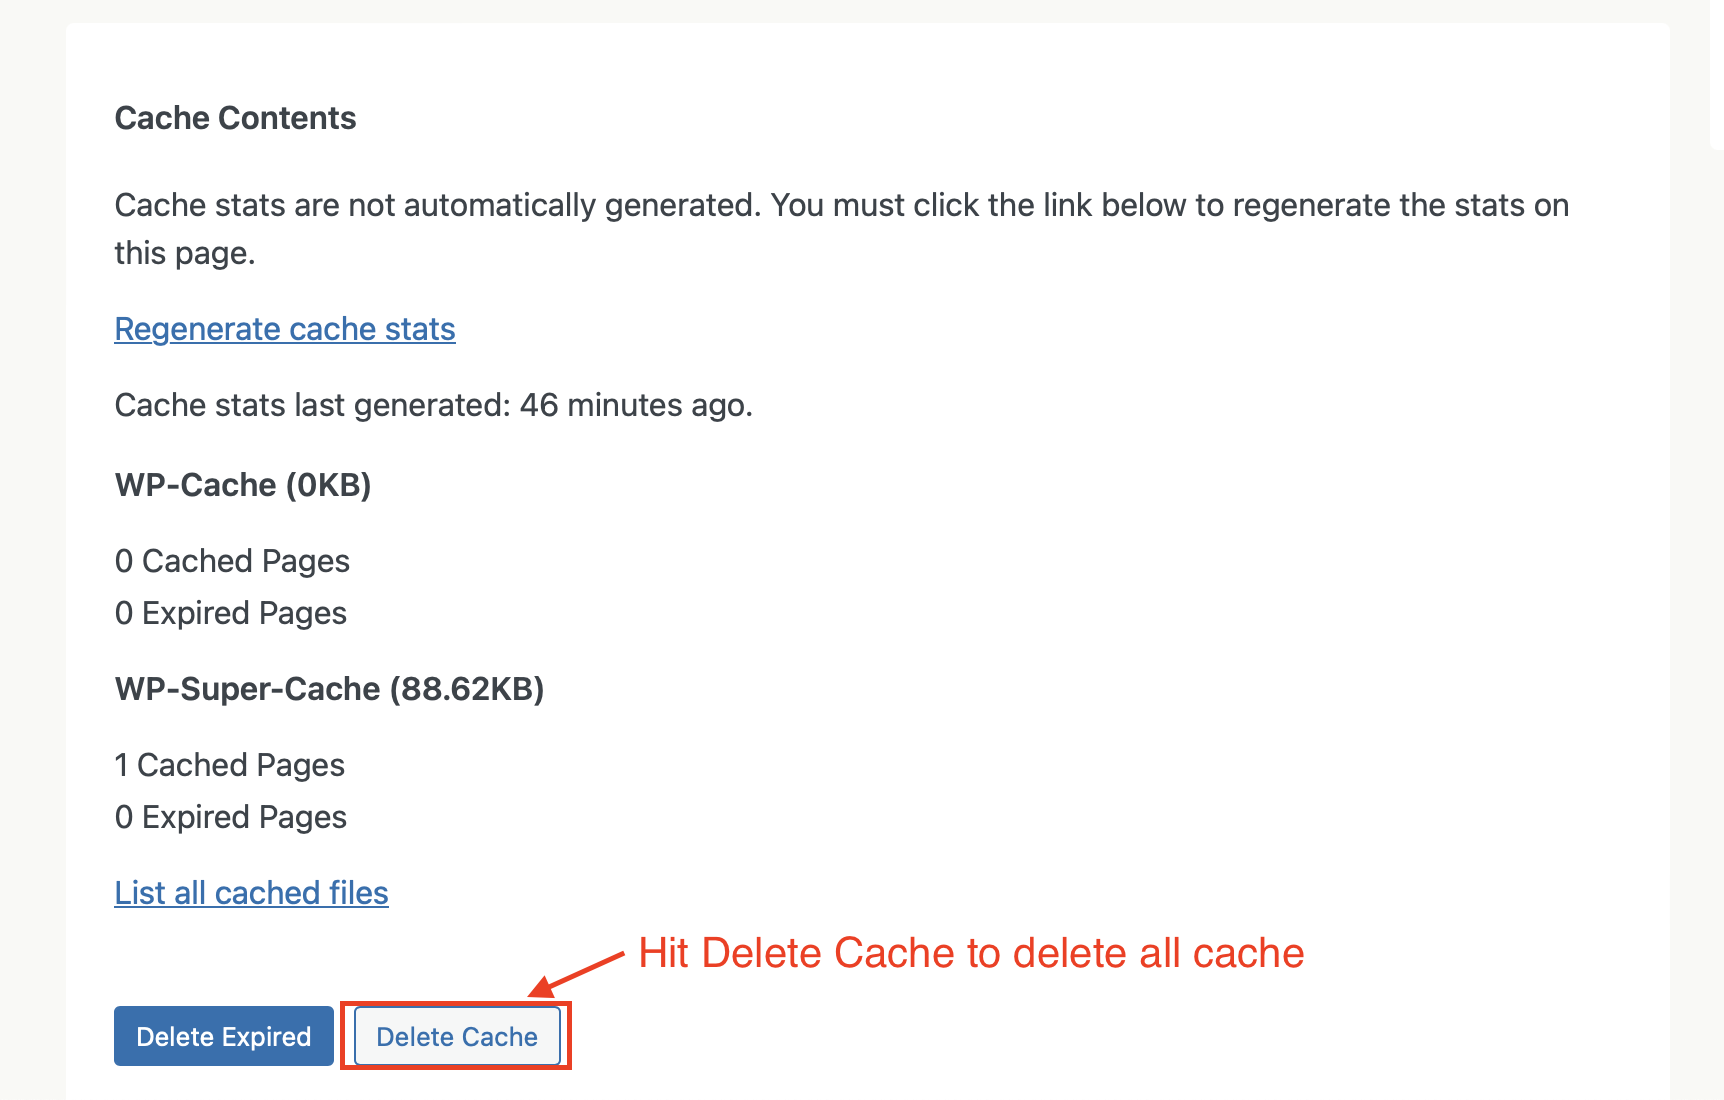 Cache Contents
Cache stats are not automatically generated. You must click the link below to regenerate the stats on
this page.
Regenerate cache stats
Cache stats last generated: 46 minutes ago.
WP-Cache (0KB)
0 Cached Pages
0 Expired Pages
WP-Super-Cache (88.62KB)
1 Cached Pages
0 Expired Pages
List all cached files
Hit Delete Cache to delete all cache
Delete Expired
Delete Cache